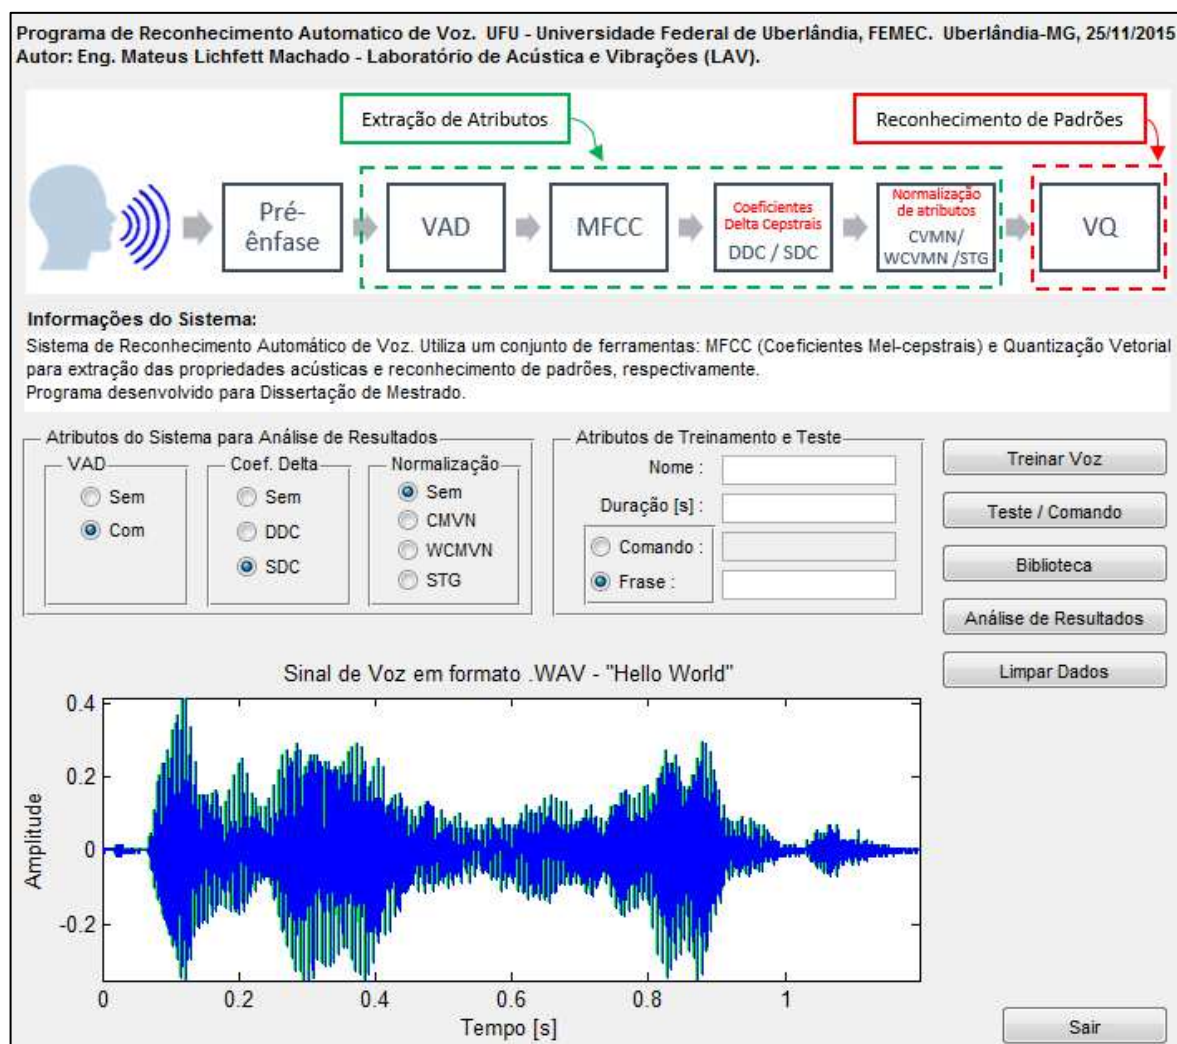 Programa de Reconhecimento Automatico de Voz. UFU - Universidade Federal de Uberlândia, FEMEC. Uberlândia-MG, 25/11/2015
Autor: Eng. Mateus Lichfett Machado - Laboratório de Acústica e Vibrações (LAV).
Extração de Atributos
Reconhecimento de Padrões
Pré-
ênfase
VAD
MFCC
Coeficientes
Delta Cepstrais
DDC / SDC
Normalização
de atributos
CVMN/
WCVMN /STG
VQ
Informações do Sistema:
Sistema de Reconhecimento Automático de Voz. Utiliza um conjunto de ferramentas: MFCC (Coeficientes Mel-cepstrais) e Quantização Vetorial
para extração das propriedades acústicas e reconhecimento de padrões, respectivamente.
Programa desenvolvido para Dissertação de Mestrado.
Atributos do Sistema para Análise de Resultados
VAD
Sem
Com
Coef. Delta
Sem
DDC
SDC
Normalização
Sem
CMVN
WCMVN
STG
Atributos de Treinamento e Teste
Nome :
Duração [s] :
Comando :
Frase :
Treinar Voz
Teste / Comando
Biblioteca
Análise de Resultados
Limpar Dados
Sinal de Voz em formato .WAV - "Hello World"
Amplitude
0.4
0.2
0
-0.2
0 0.2 0.4 0.6 0.8 1
Tempo [s]
Sair